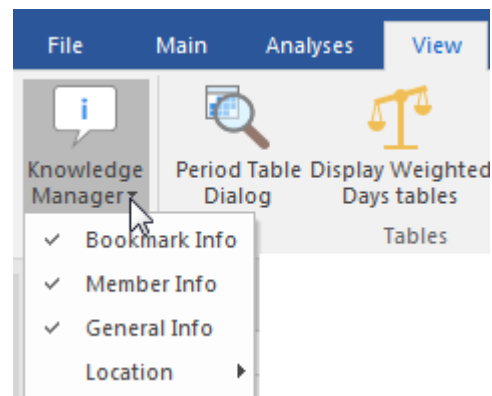 File Main Analyses View
i
Knowledge Manager
Period Table Dialog
Display Weighted Days tables
Tables
Bookmark Info
Member Info
General Info
Location